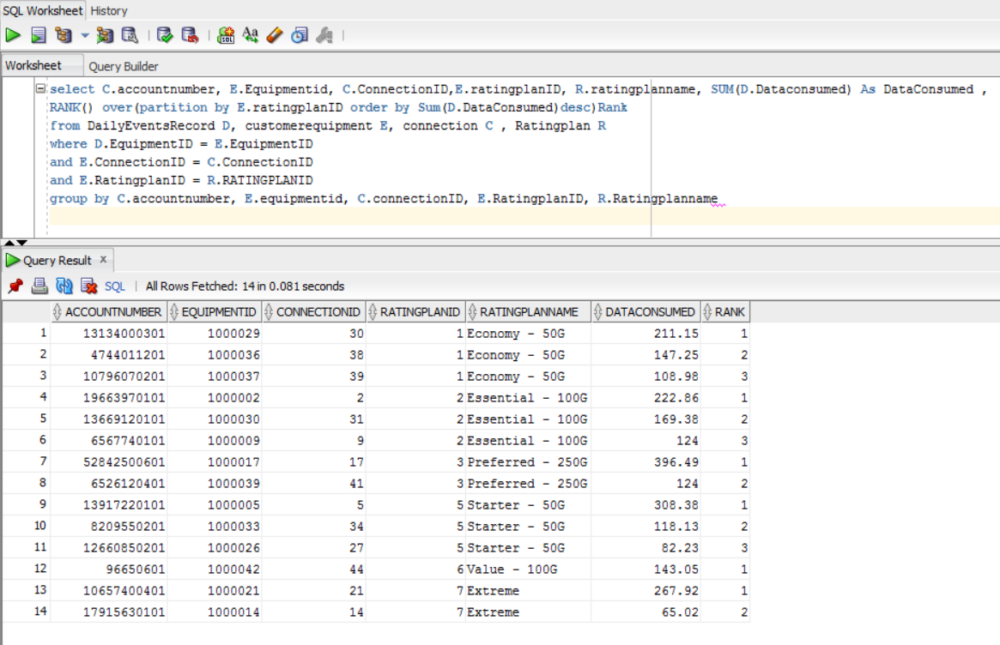 SQL Worksheet History
Worksheet Query Builder
select C.accountnumber, E.Equipmentid, C.ConnectionID,E.ratingplanID, R.ratingplanname, SUM(D.Dataconsumed) As DataConsumed ,
RANK() over(partition by E.ratingplanID order by Sum(D.DataConsumed)desc)Rank
from DailyEventsRecord D, customerequipment E, connection C , Ratingplan R
where D.EquipmentID = E.EquipmentID
and E.ConnectionID = C.ConnectionID
and E.RatingplanID = R.RATINGPLANID
group by C.accountnumber, E.equipmentid, C.connectionID, E.RatingplanID, R.Ratingplanname
Query Result x
SQL | All Rows Fetched: 14 in 0.081 seconds
ACCOUNTNUMBER EQUIPMENTID CONNECTIONID RATINGPLANID RATINGPLANNAME DATACONSUMED RANK
1 13134000301 1000029 30 1 Economy - 50G 211.15 1
2 4744011201 1000036 38 1 Economy - 50G 147.25 2
3 10796070201 1000037 39 1 Economy - 50G 108.98 3
4 19663970101 1000002 2 2 Essential - 100G 222.86 1
5 13669120101 1000030 31 2 Essential - 100G 169.38 2
6 6567740101 1000009 9 2 Essential - 100G 124 3
7 52842500601 1000017 17 3 Preferred - 250G 396.49 1
8 6526120401 1000039 41 3 Preferred - 250G 124 2
9 13917220101 1000005 5 5 Starter - 50G 308.38 1
10 8209550201 1000033 34 5 Starter - 50G 118.13 2
11 12660850201 1000026 27 5 Starter - 50G 82.23 3
12 96650601 1000042 44 6 Value - 100G 143.05 1
13 10657400401 1000021 21 7 Extreme 267.92 1
14 17915630101 1000014 14 7 Extreme 65.02 2